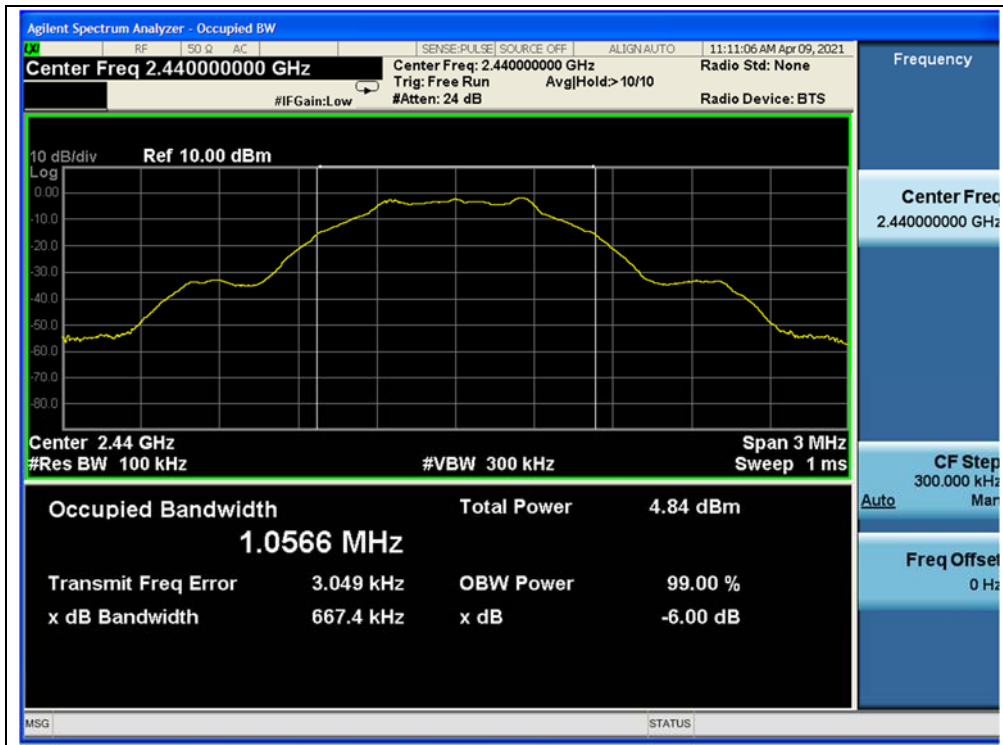 Agilent Spectrum Analyzer - Occupied BW
LXI RF 50 Ω AC SENSE:PULSE SOURCE OFF ALIGN AUTO 11:11:06 AM Apr 09, 2021
Center Freq 2.440000000 GHz
Center Freq: 2.440000000 GHz
Radio Std: None
Trig: Free Run Avg|Hold:>10/10
#IFGain:Low
#Atten: 24 dB
Radio Device: BTS
10 dB/div Ref 10.00 dBm
Log
0.00
-10.0
-20.0
-30.0
-40.0
-50.0
-60.0
-70.0
-80.0
Center 2.44 GHz Span 3 MHz
#Res BW 100 kHz #VBW 300 kHz Sweep 1 ms
Occupied Bandwidth Total Power 4.84 dBm
1.0566 MHz
Transmit Freq Error 3.049 kHz OBW Power 99.00 %
x dB Bandwidth 667.4 kHz x dB -6.00 dB
MSG STATUS
Frequency
Center Freq
2.440000000 GHz
CF Step
300.000 kHz
Auto Man
Freq Offset
0 Hz